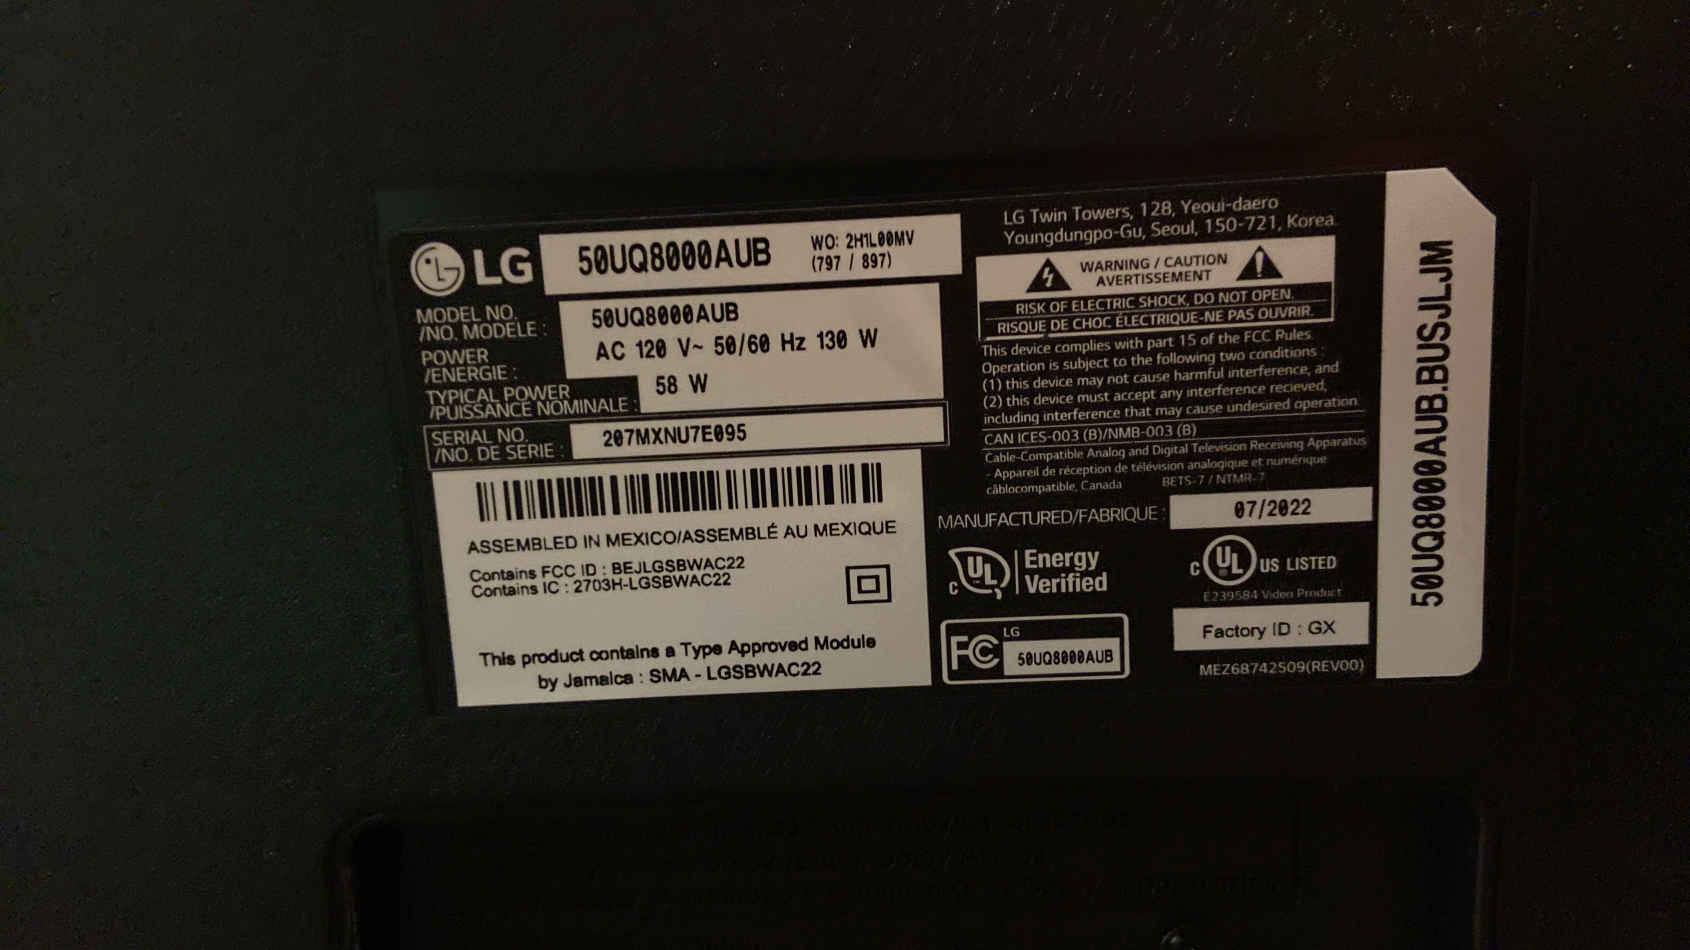 LG
50UQ8000AUB
WO: 2H1L00MV
(797 / 897)
MODEL NO.
/NO. MODÈLE :
50UQ8000AUB
POWER
/ENERGIE :
AC 120 V~ 50/60 Hz 130 W
TYPICAL POWER
/PUISSANCE NOMINALE :
58 W
SERIAL NO.
/NO. DE SERIE :
207MXNU7E095
ASSEMBLED IN MEXICO/ASSEMBLÉ AU MEXIQUE
Contains FCC ID : BEJLGSBWAC22
Contains IC : 2703H-LGSBWAC22
This product contains a Type Approved Module
by Jamaica : SMA - LGSBWAC22
LG Twin Towers, 128, Yeoui-daero
Youngdungpo-Gu, Seoul, 150-721, Korea
WARNING / CAUTION
AVERTISSEMENT
RISK OF ELECTRIC SHOCK, DO NOT OPEN.
RISQUE DE CHOC ÉLECTRIQUE-NE PAS OUVRIR.
This device complies with part 15 of the FCC Rules.
Operation is subject to the following two conditions :
(1) this device may not cause harmful interference, and
(2) this device must accept any interference recieved,
including interference that may cause undesired operation
CAN ICES-003 (B)/NMB-003 (B)
Cable-Compatible Analog and Digital Television Receiving Apparatus
- Appareil de réception de télévision analogique et numérique
câblocompatible, Canada BETS-7 / NTMR-7
MANUFACTURED/FABRIQUE :
07/2022
C UL
Energy
Verified
C UL US LISTED
E239584 Video Product
FC
LG
50UQ8000AUB
Factory ID : GX
MEZ68742509(REV00)
50UQ8000AUB.BUSJLJM